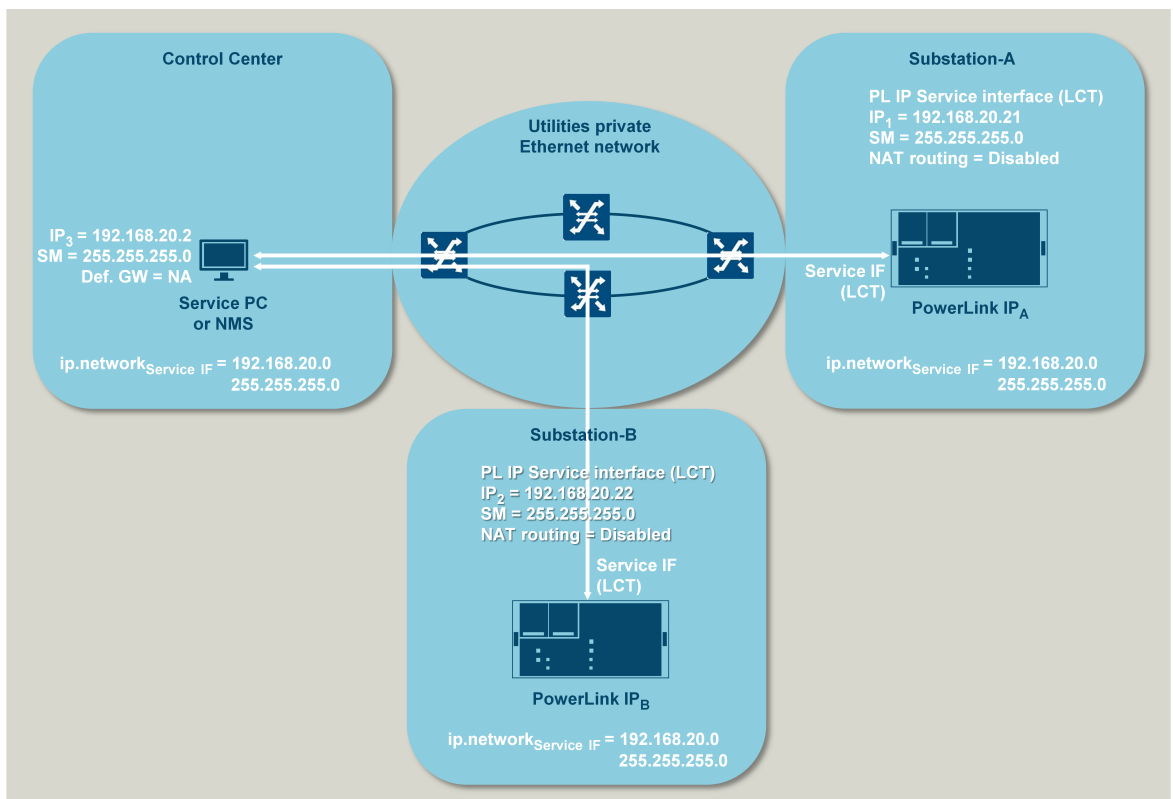 Control Center
IP3 = 192.168.20.2
SM = 255.255.255.0
Def. GW = NA
Service PC
or NMS
ip.networkService IF = 192.168.20.0
255.255.255.0
Utilities private
Ethernet network
Substation-A
PL IP Service interface (LCT)
IP1 = 192.168.20.21
SM = 255.255.255.0
NAT routing = Disabled
Service IF
(LCT)
PowerLink IPA
ip.networkService IF = 192.168.20.0
255.255.255.0
Substation-B
PL IP Service interface (LCT)
IP2 = 192.168.20.22
SM = 255.255.255.0
NAT routing = Disabled
Service IF
(LCT)
PowerLink IPB
ip.networkService IF = 192.168.20.0
255.255.255.0